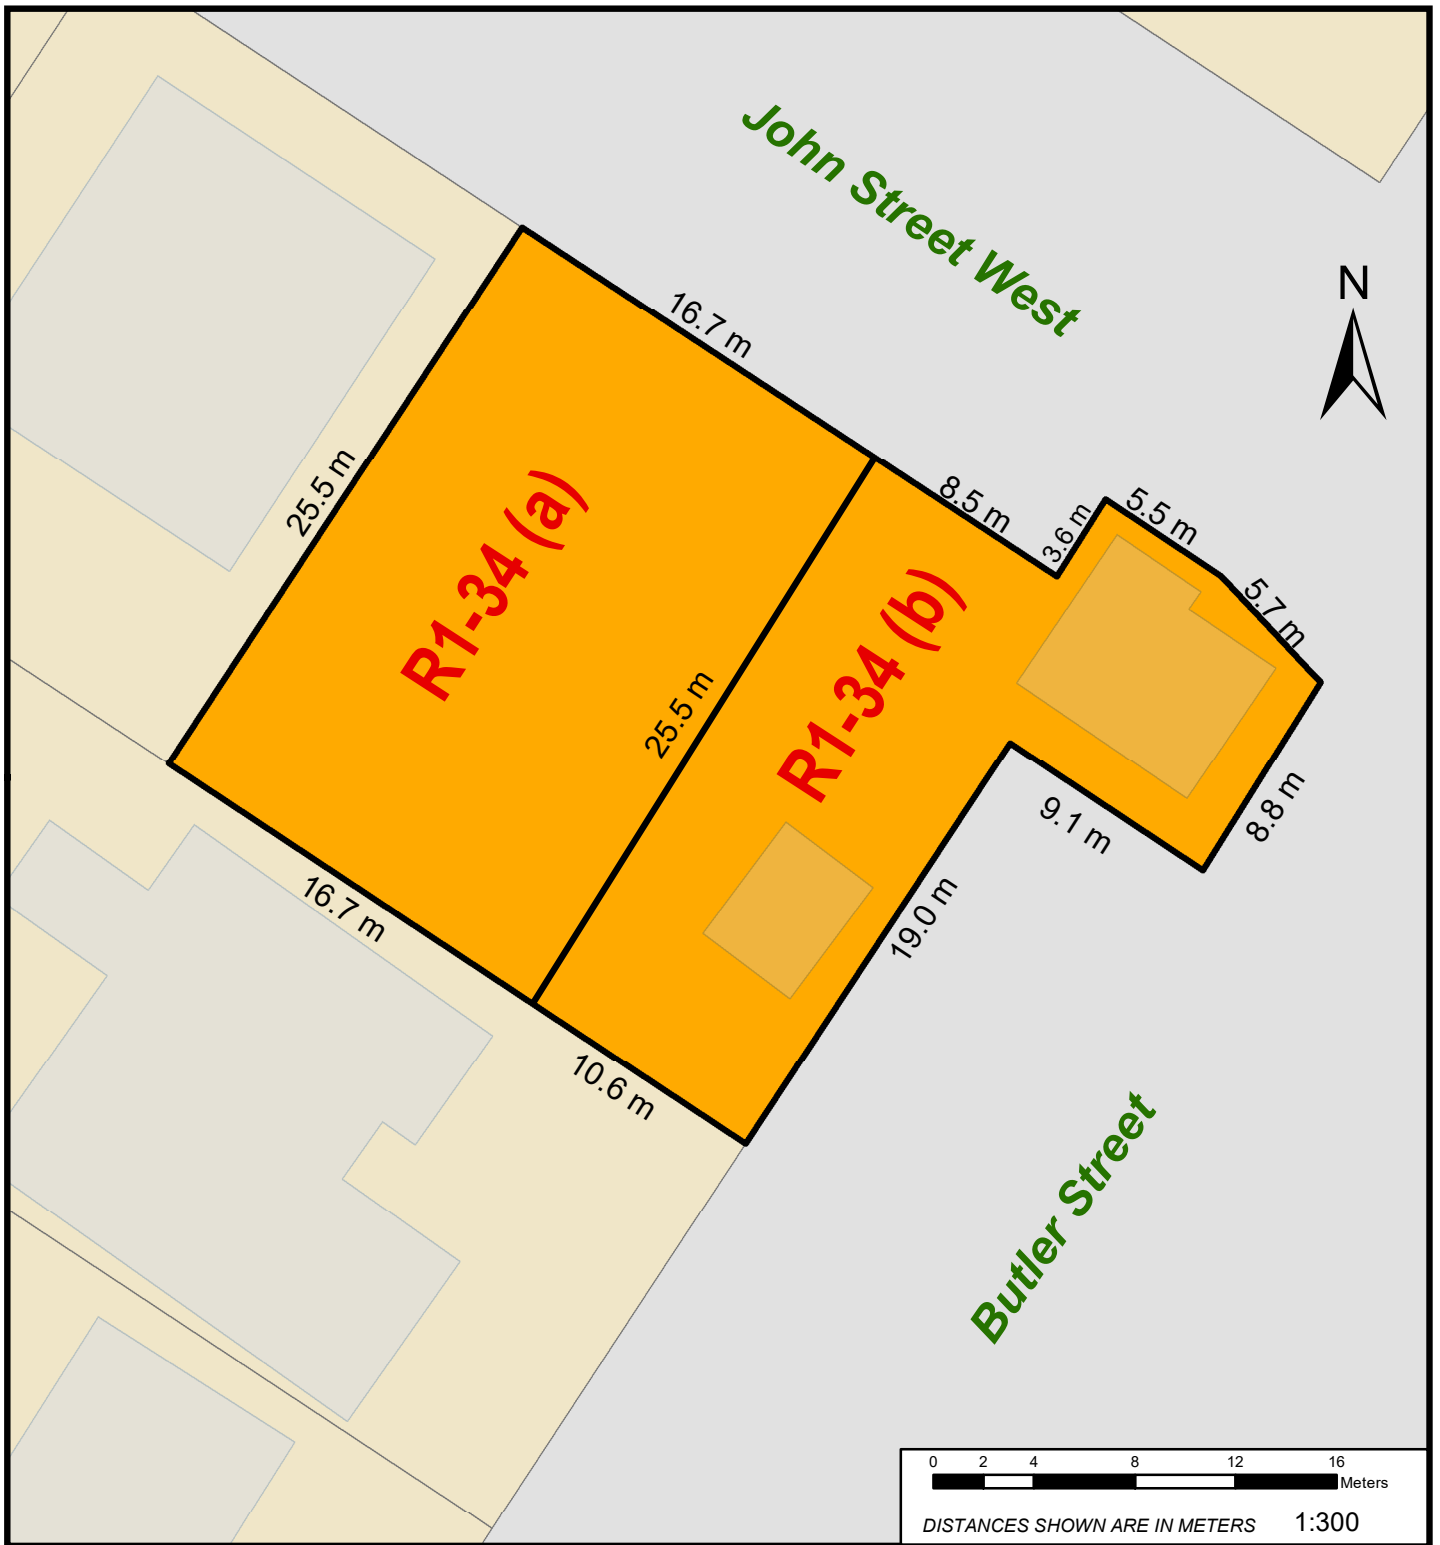 John Street West
N
16.7 m
8.5 m
3.6 m
5.5 m
5.7 m
25.5 m
R1-34 (a)
R1-34 (b)
25.5 m
9.1 m
8.8 m
16.7 m
19.0 m
10.6 m
Butler Street
0 2 4 8 12 16
Meters
DISTANCES SHOWN ARE IN METERS 1:300